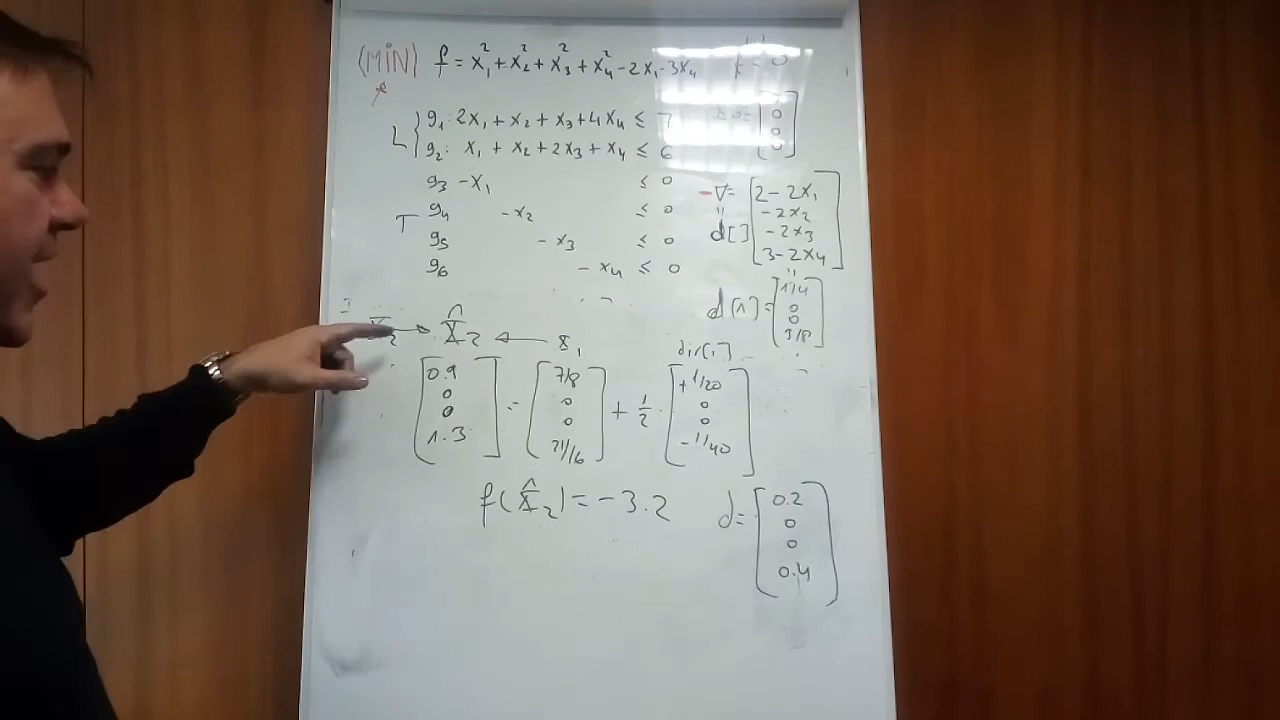 (MIN) f = x₁² + x₂² + x₃² + x₄² - 2x₁ - 3x₄
L { g₁: 2x₁ + x₂ + x₃ + 4x₄ ≤ 7
g₂: x₁ + x₂ + 2x₃ + x₄ ≤ 6
g₃ -x₁ ≤ 0
T g₄ -x₂ ≤ 0
g₅ -x₃ ≤ 0
g₆ -x₄ ≤ 0
-∇ = [2-2x₁
-2x₂
d[] -2x₃
3-2x₄]
d[1] = [1/4
0
0
3/8]
X̂₂ ← x̄₁ dir[1]
[0.9 = [7/8 + 1/2 · [+1/20
0 0 0
0 0 0
1.3] 21/16] -1/40]
f(X̂₂) = -3.2
d = [0.2
0
0
0.4]